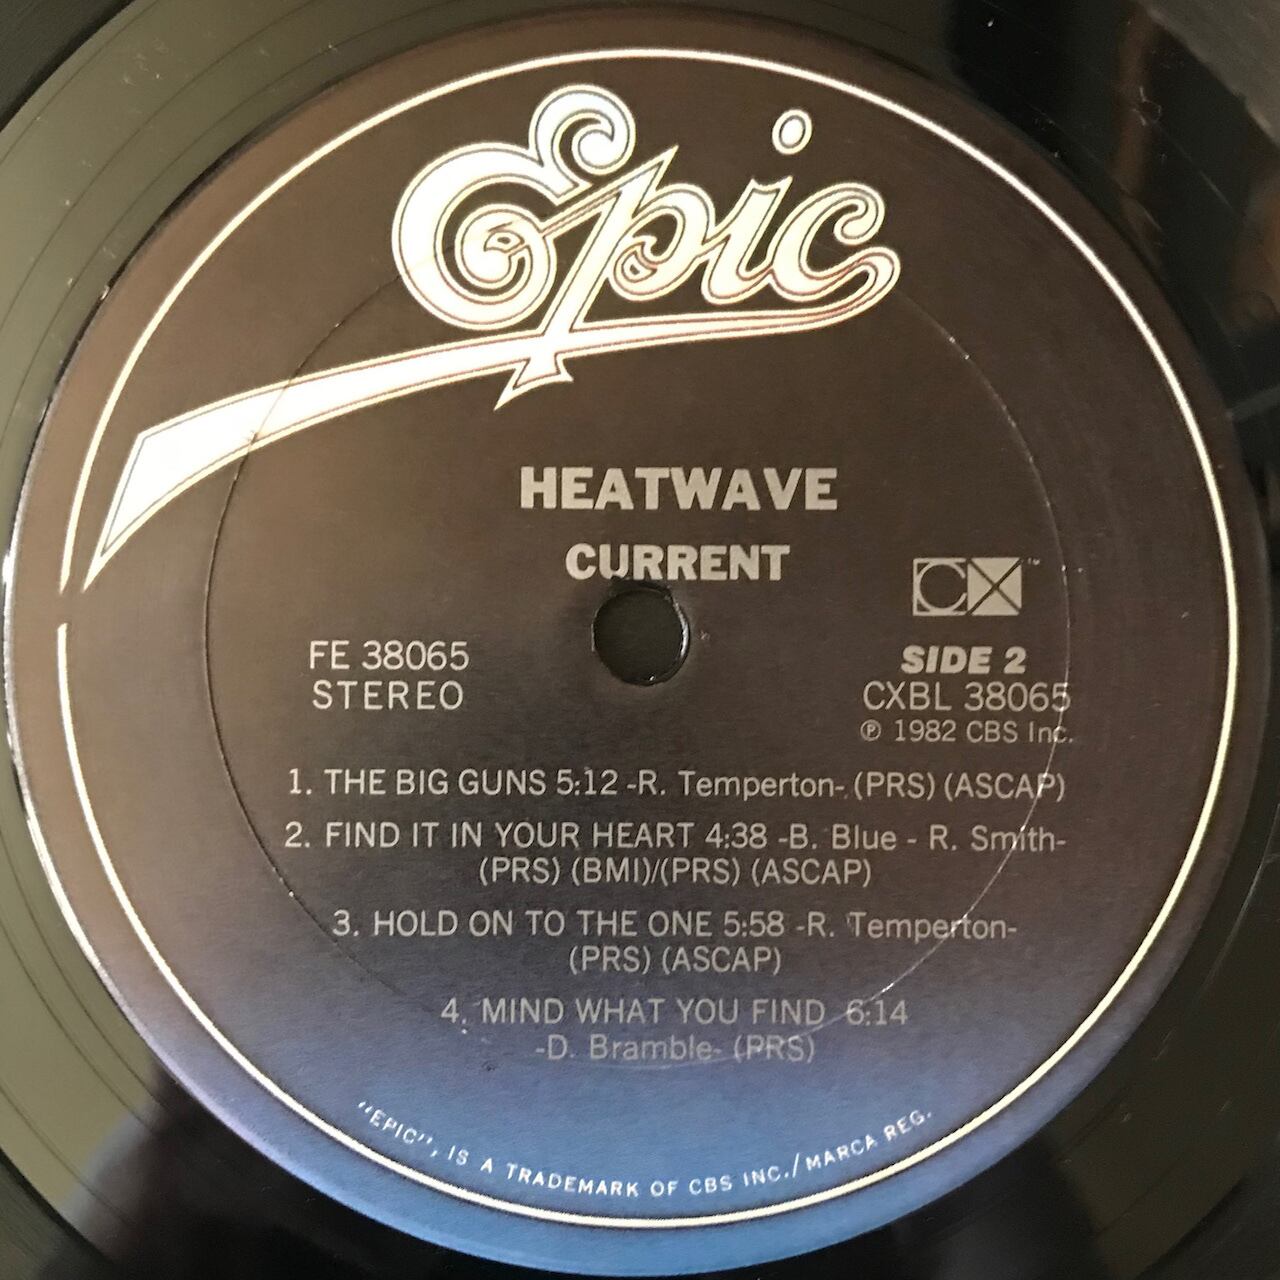 Epic
HEATWAVE
CURRENT
CX™
FE 38065
STEREO
SIDE 2
CXBL 38065
℗ 1982 CBS Inc.
1. THE BIG GUNS 5:12 -R. Temperton- (PRS) (ASCAP)
2. FIND IT IN YOUR HEART 4:38 -B. Blue - R. Smith-
(PRS) (BMI)/(PRS) (ASCAP)
3. HOLD ON TO THE ONE 5:58 -R. Temperton-
(PRS) (ASCAP)
4. MIND WHAT YOU FIND 6:14
-D. Bramble- (PRS)
"EPIC", IS A TRADEMARK OF CBS INC./MARCA REG.